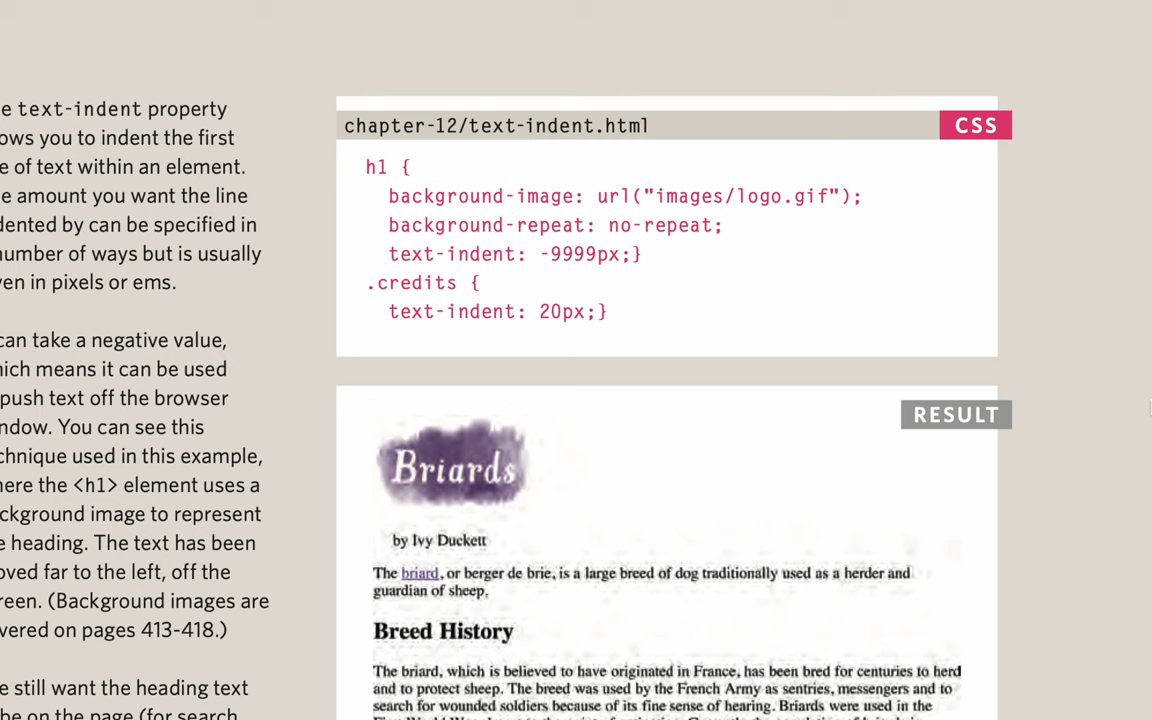 e text-indent property
ows you to indent the first
e of text within an element.
e amount you want the line
dented by can be specified in
number of ways but is usually
ven in pixels or ems.
can take a negative value,
hich means it can be used
push text off the browser
ndow. You can see this
chnique used in this example,
here the <h1> element uses a
ckground image to represent
e heading. The text has been
oved far to the left, off the
reen. (Background images are
vered on pages 413-418.)
e still want the heading text
be on the page (for search
chapter-12/text-indent.html
CSS
h1 {
background-image: url("images/logo.gif");
background-repeat: no-repeat;
text-indent: -9999px;}
.credits {
text-indent: 20px;}
RESULT
Briards
by Ivy Duckett
The briard, or berger de brie, is a large breed of dog traditionally used as a herder and
guardian of sheep.
Breed History
The briard, which is believed to have originated in France, has been bred for centuries to herd
and to protect sheep. The breed was used by the French Army as sentries, messengers and to
search for wounded soldiers because of its fine sense of hearing. Briards were used in the